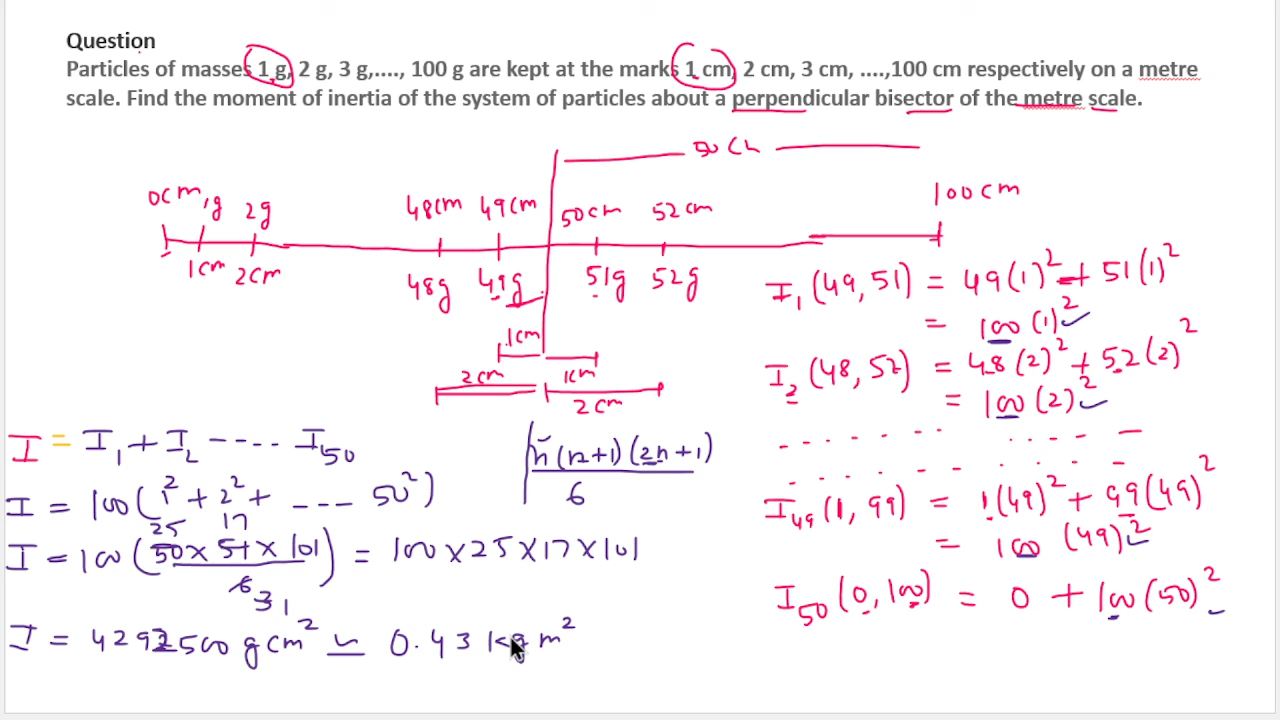 Question
Particles of masses 1 g, 2 g, 3 g,...., 100 g are kept at the marks 1 cm, 2 cm, 3 cm, ....,100 cm respectively on a metre
scale. Find the moment of inertia of the system of particles about a perpendicular bisector of the metre scale.
50 cm
0cm 1g 2g 48cm 49cm 50cm 52cm 100cm
1cm 2cm 48g 49g 51g 52g
1cm
2cm 1cm
2cm
I₁ (49, 51) = 49(1)² + 51(1)²
= 100(1)²
I₂ (48, 52) = 48(2)² + 52(2)²
= 100(2)²
I₄₉ (1, 99) = 1(49)² + 99(49)²
= 100 (49)²
I₅₀ (0, 100) = 0 + 100(50)²
I = I₁ + I₂ ---- I₅₀
n(n+1)(2n+1)
6
I = 100(1² + 2² + --- 50²)
25 17
I = 100 (50 x 51 x 101) = 100 x 25 x 17 x 101
6
3 1
I = 4292500 g cm² ≃ 0.43 kg m²